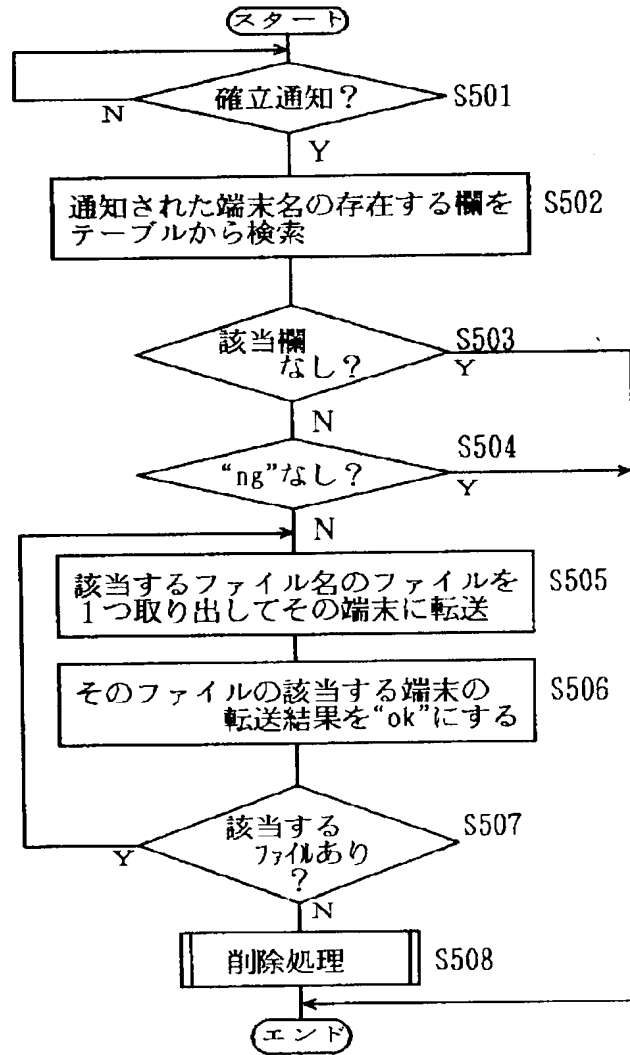 スタート
確立通知?
S501
N
Y
通知された端末名の存在する欄を
テーブルから検索
S502
該当欄
なし?
S503
Y
N
“ng”なし?
S504
Y
N
該当するファイル名のファイルを
1つ取り出してその端末に転送
S505
そのファイルの該当する端末の
転送結果を“ok”にする
S506
該当する
ファイルあり
?
S507
Y
N
削除処理
S508
エンド